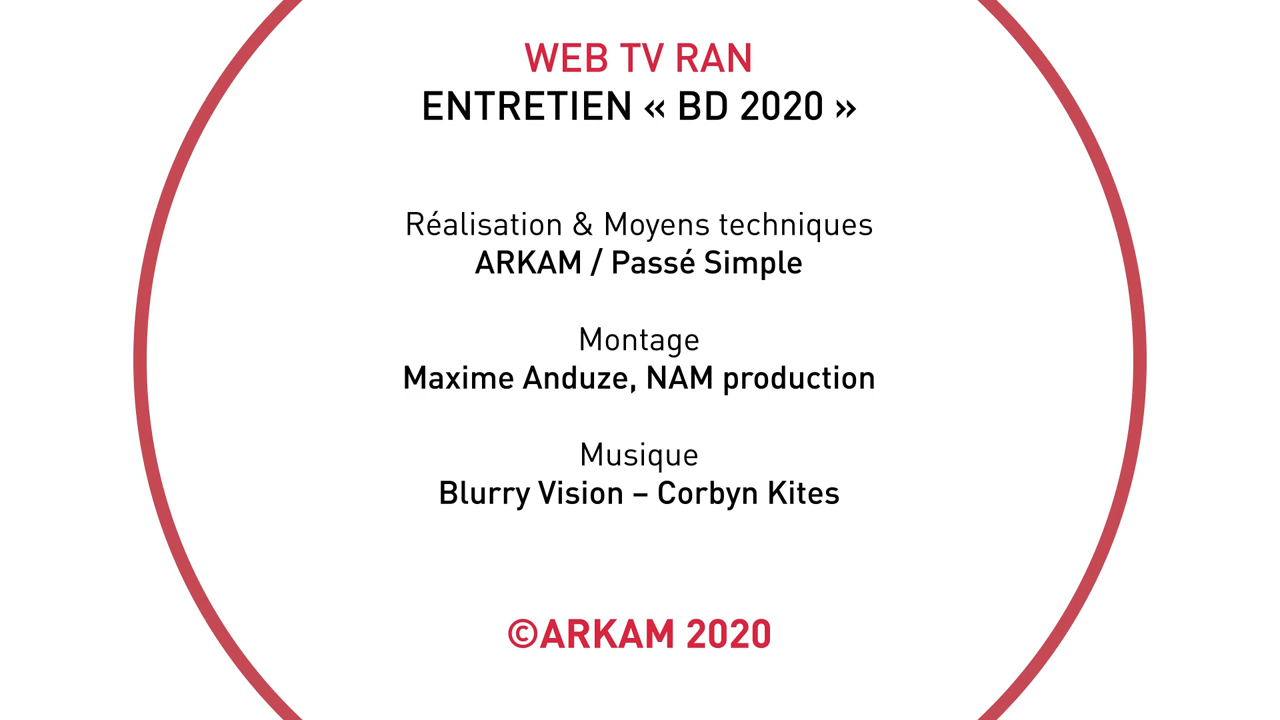 WEB TV RAN
ENTRETIEN « BD 2020 »
Réalisation & Moyens techniques
ARKAM / Passé Simple
Montage
Maxime Anduze, NAM production
Musique
Blurry Vision – Corbyn Kites
©ARKAM 2020